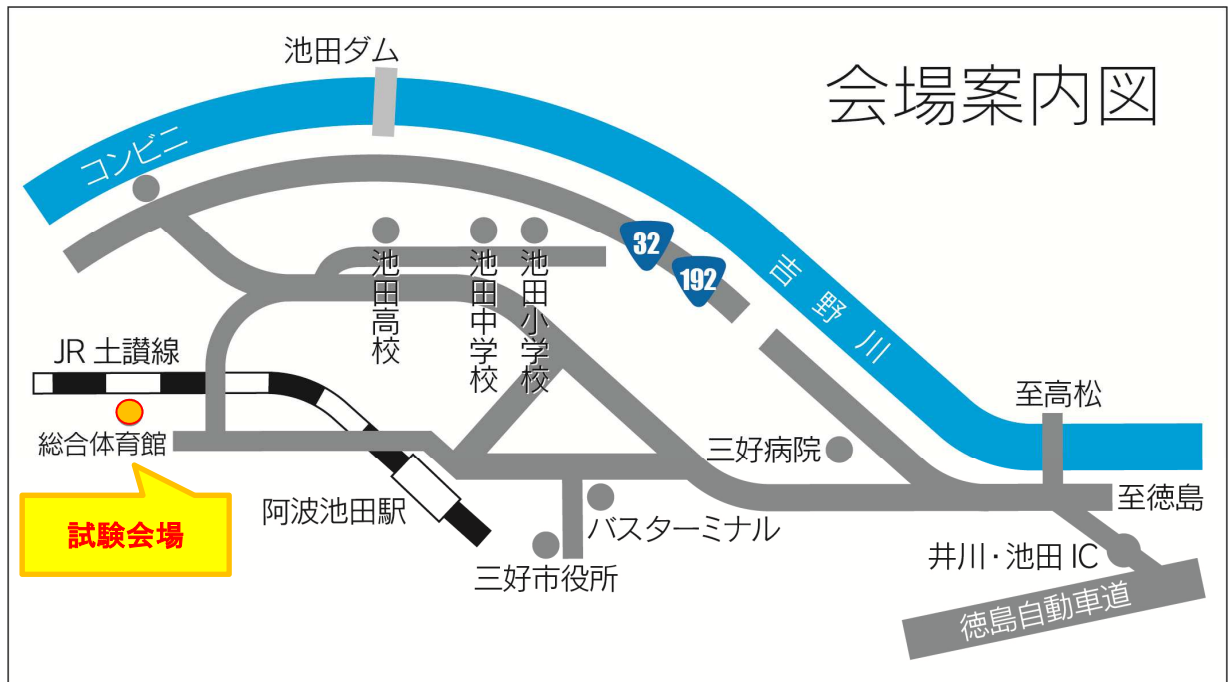 会場案内図
池田ダム
コンビニ
32
192
吉野川
池田高校
池田中学校
池田小学校
JR 土讃線
総合体育館
試験会場
阿波池田駅
三好病院
至高松
至徳島
バスターミナル
三好市役所
井川・池田 IC
徳島自動車道